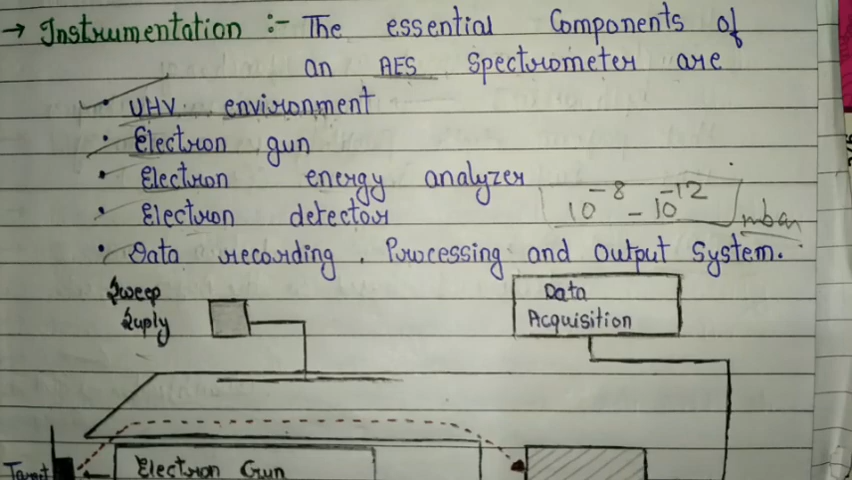 → Instrumentation :- The essential Components of
an AES Spectrometer are
• UHV environment
• Electron gun
• Electron energy analyzer
• Electron detector
10⁻⁸ - 10⁻¹² mbar
• Data recording, Processing and Output System.
Sweep
Suply
Data
Acquisition
Electron Gun
Target